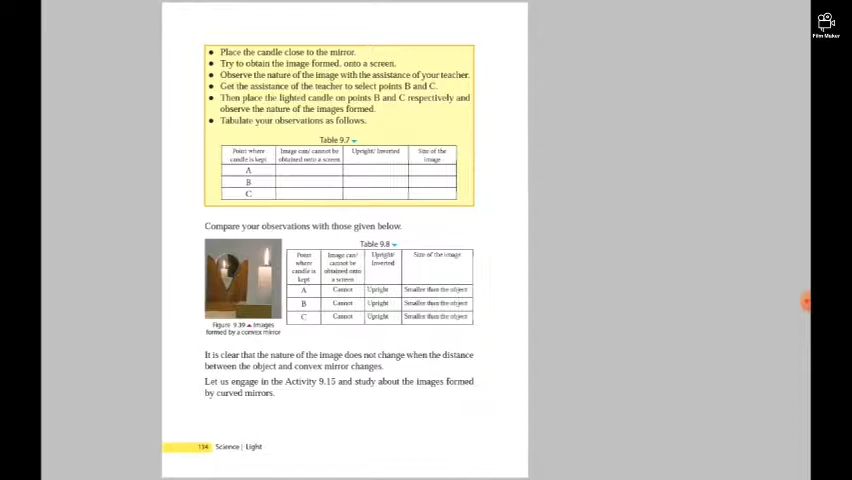 Place the candle close to the mirror.
Try to obtain the image formed, onto a screen.
Observe the nature of the image with the assistance of your teacher.
Get the assistance of the teacher to select points B and C.
Then place the lighted candle on points B and C respectively and
observe the nature of the images formed.
Tabulate your observations as follows.
Table 9.7
Point where candle is kept | Image can/ cannot be obtained onto a screen | Upright/ Inverted | Size of the image
A
B
C
Compare your observations with those given below.
Table 9.8
Point where candle is kept | Image can/ cannot be obtained onto a screen | Upright/ Inverted | Size of the image
A | Cannot | Upright | Smaller than the object
B | Cannot | Upright | Smaller than the object
C | Cannot | Upright | Smaller than the object
Figure 9.39 Images
formed by a convex mirror
It is clear that the nature of the image does not change when the distance
between the object and convex mirror changes.
Let us engage in the Activity 9.15 and study about the images formed
by curved mirrors.
134 Science | Light
Film Maker